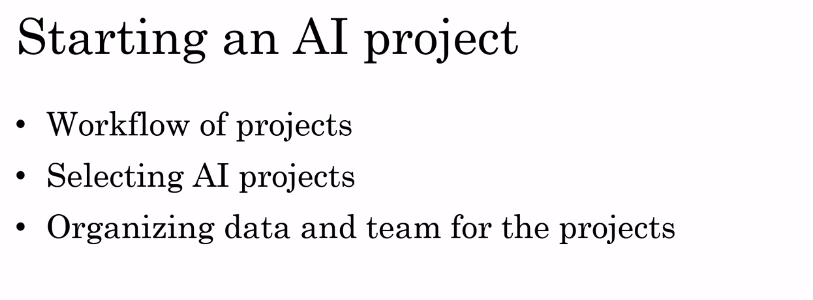 Starting an AI project
• Workflow of projects
• Selecting AI projects
• Organizing data and team for the projects